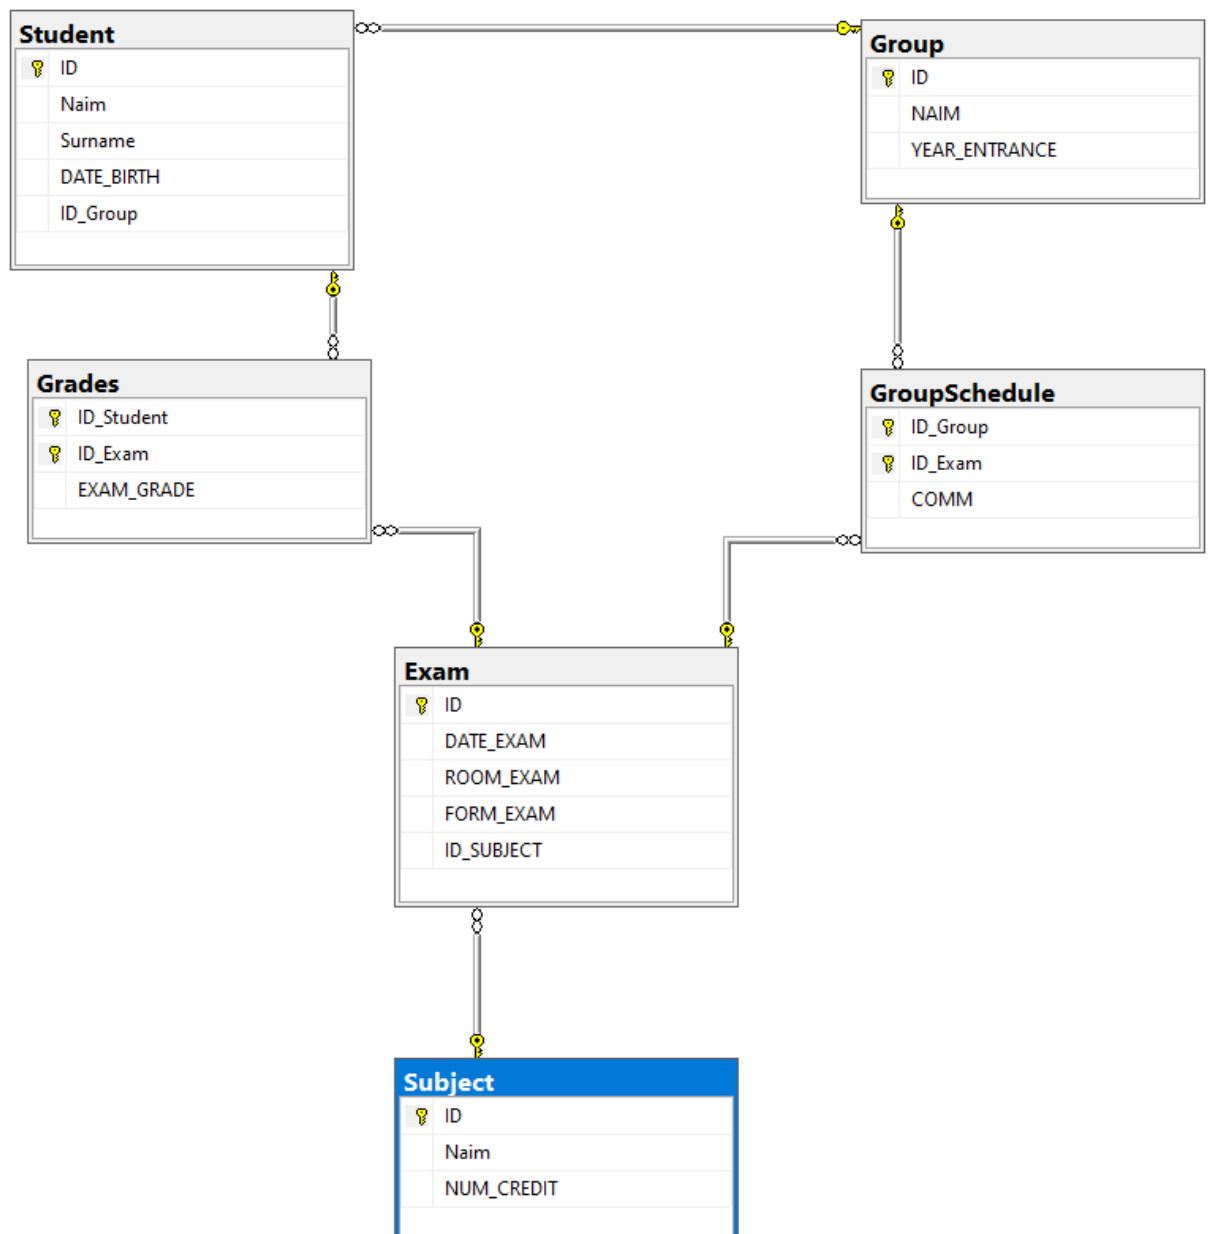 Student
ID
Naim
Surname
DATE_BIRTH
ID_Group
Group
ID
NAIM
YEAR_ENTRANCE
Grades
ID_Student
ID_Exam
EXAM_GRADE
GroupSchedule
ID_Group
ID_Exam
COMM
Exam
ID
DATE_EXAM
ROOM_EXAM
FORM_EXAM
ID_SUBJECT
Subject
ID
Naim
NUM_CREDIT